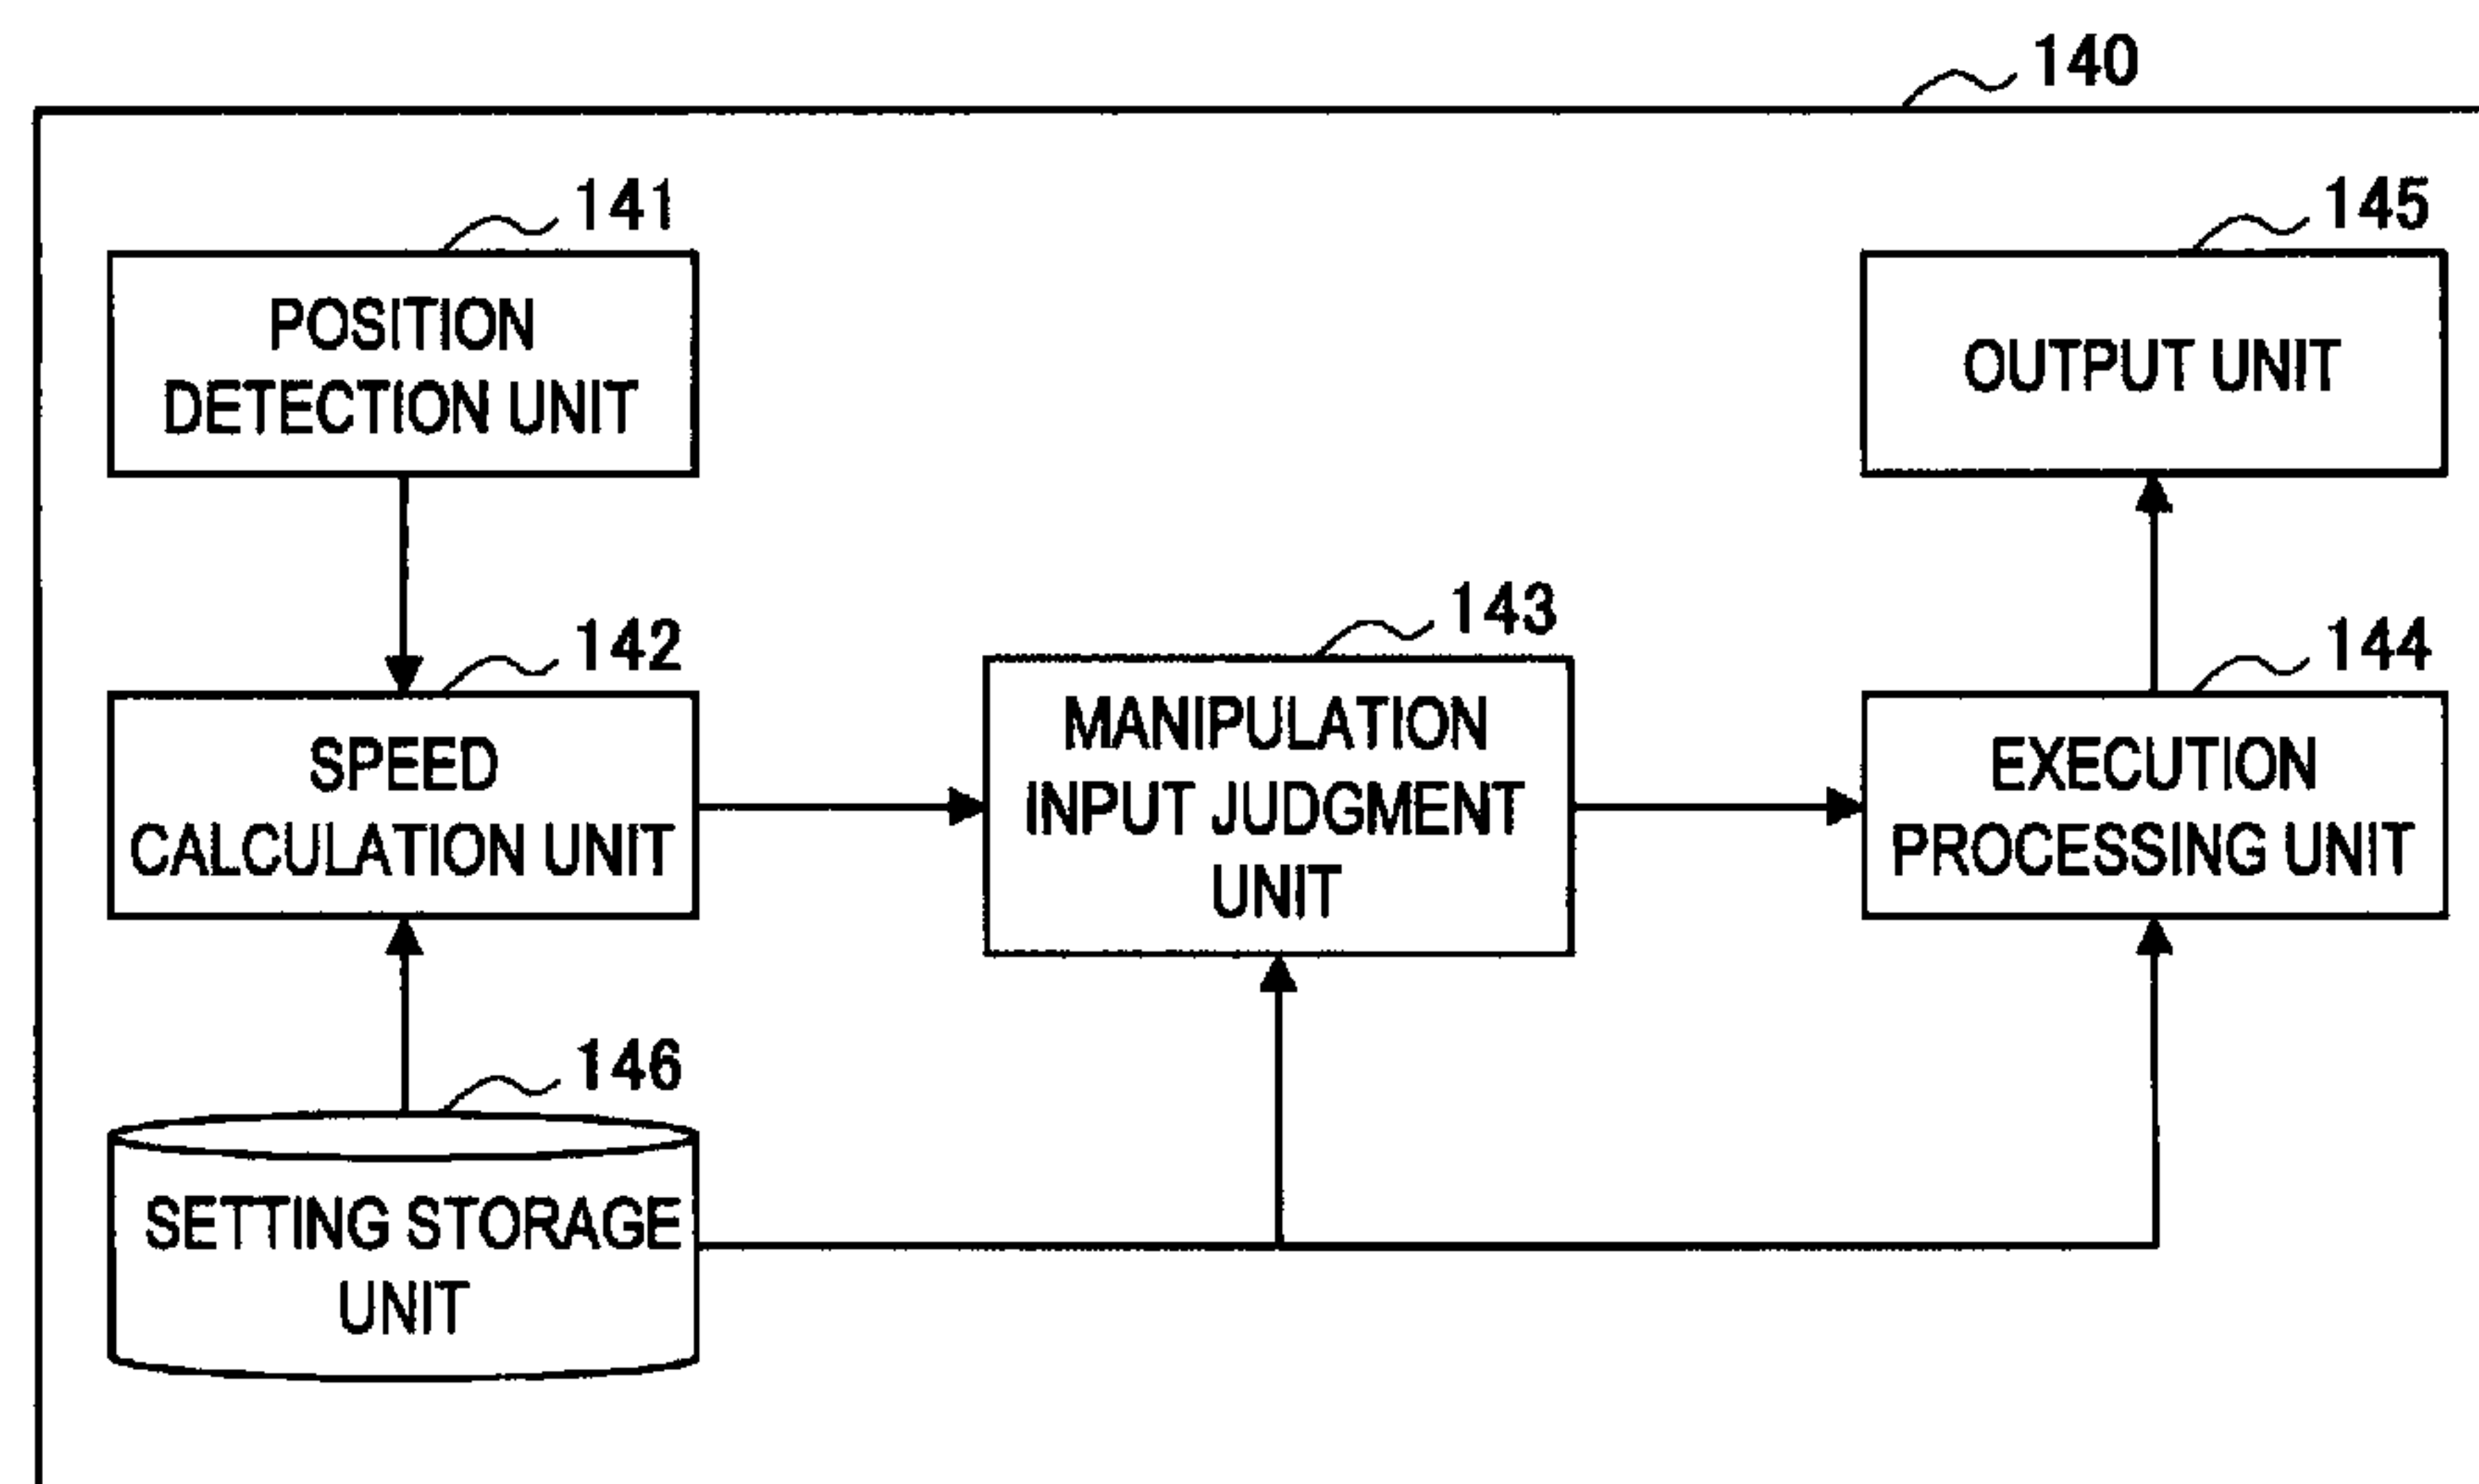 140
141
POSITION
DETECTION UNIT
145
OUTPUT UNIT
142
SPEED
CALCULATION UNIT
143
MANIPULATION
INPUT JUDGMENT
UNIT
144
EXECUTION
PROCESSING UNIT
146
SETTING STORAGE
UNIT